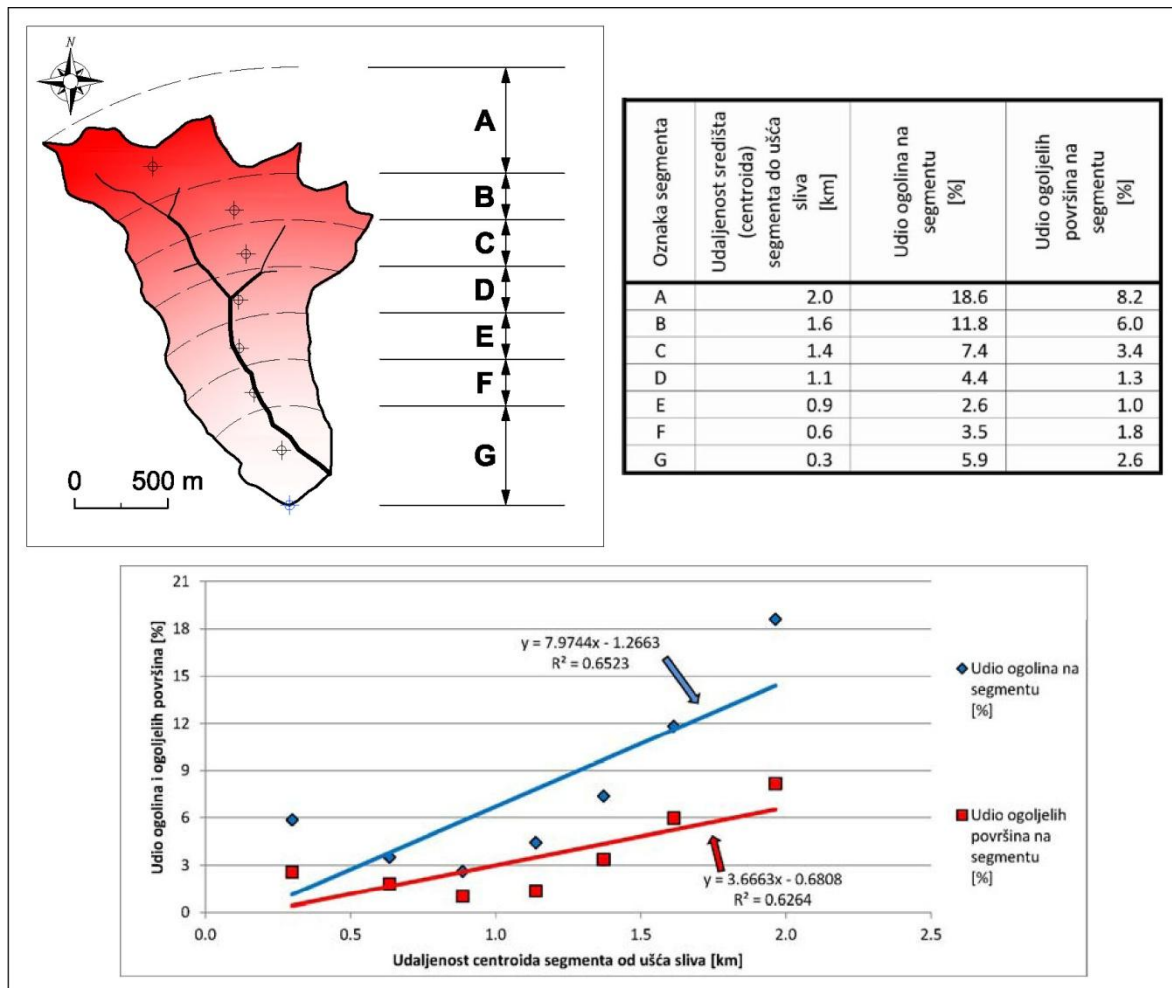 N
A
B
C
D
E
F
G
0 500 m
Oznaka segmenta
Udaljenost središta
(centroida)
segmenta do ušća
sliva
[km]
Udio ogolina na
segmentu
[%]
Udio ogoljelih
površina na
segmentu
[%]
A 2.0 18.6 8.2
B 1.6 11.8 6.0
C 1.4 7.4 3.4
D 1.1 4.4 1.3
E 0.9 2.6 1.0
F 0.6 3.5 1.8
G 0.3 5.9 2.6
Udio ogolina i ogoljelih površina [%]
21
18
15
12
9
6
3
0
y = 7.9744x - 1.2663
R² = 0.6523
y = 3.6663x - 0.6808
R² = 0.6264
0.0 0.5 1.0 1.5 2.0 2.5
Udaljenost centroida segmenta od ušća sliva [km]
Udio ogolina na
segmentu
[%]
Udio ogoljelih
površina na
segmentu
[%]